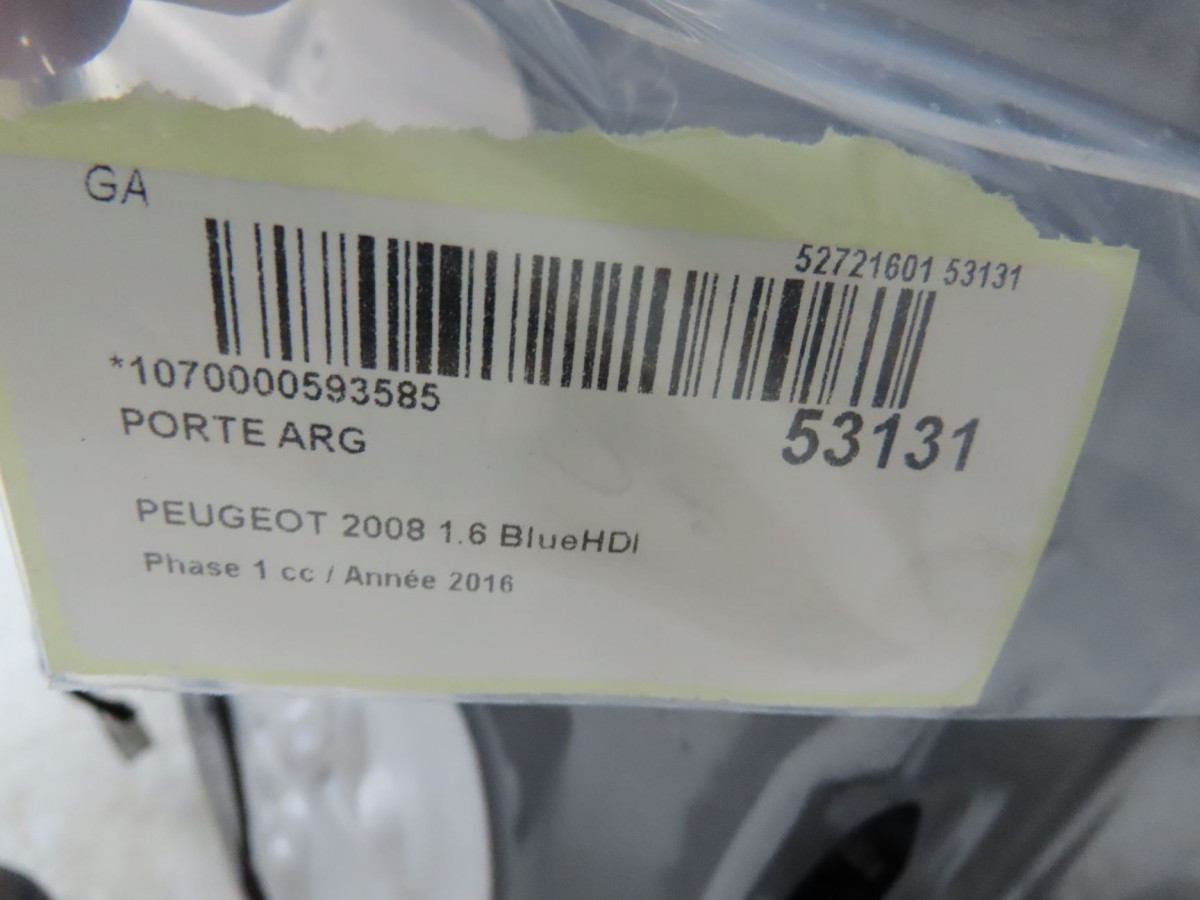 GA
52721601 53131
*1070000593585
53131
PORTE ARG
PEUGEOT 2008 1.6 BlueHDi
Phase 1 cc / Année 2016